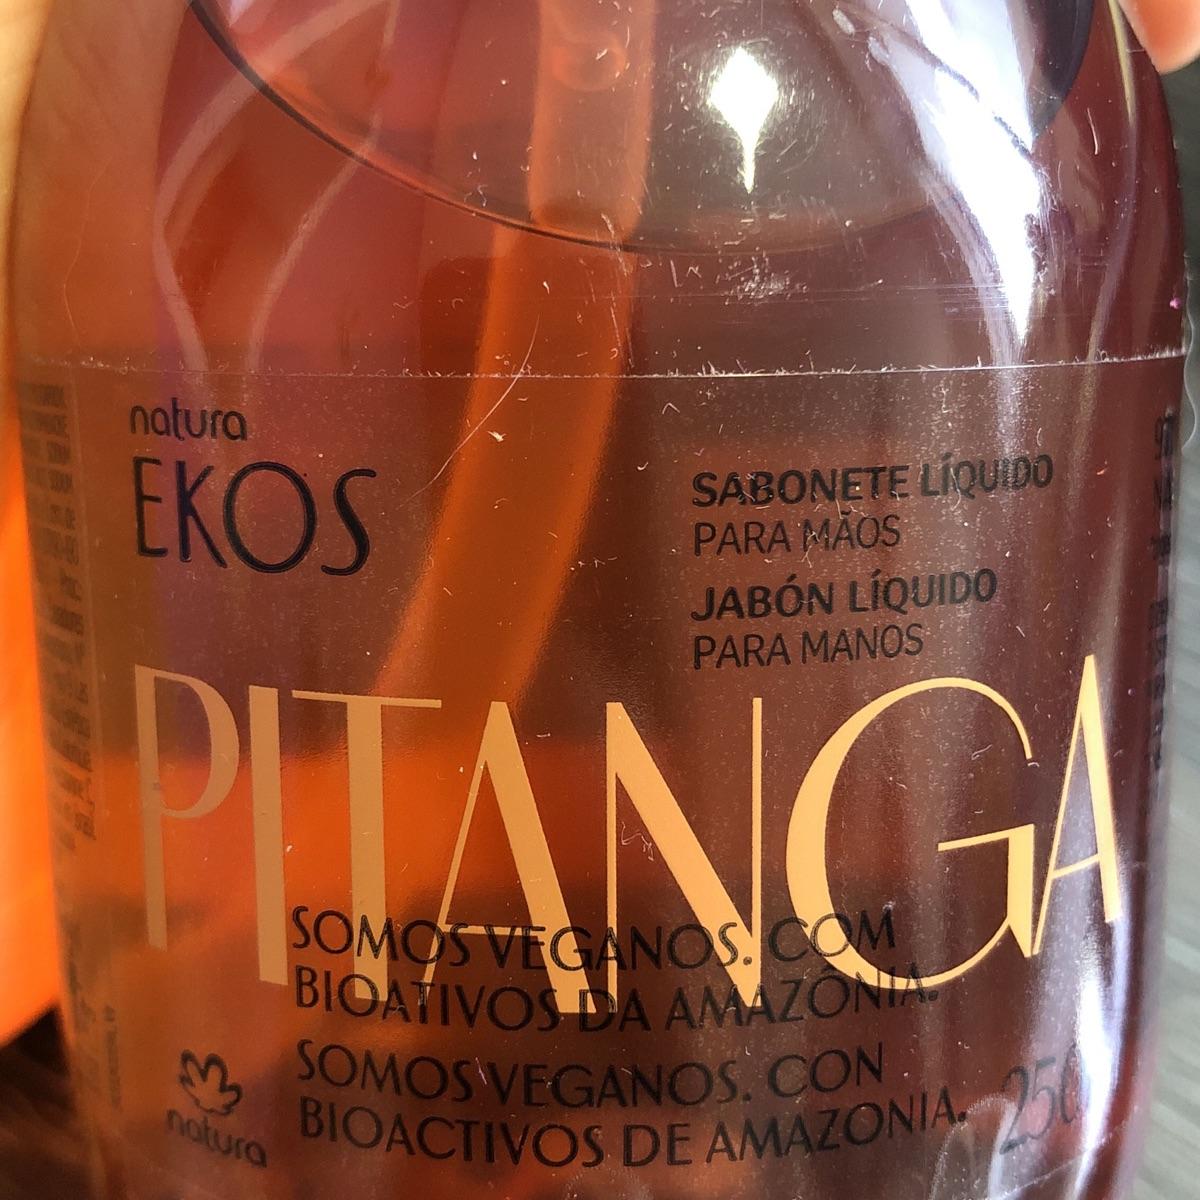 natura
EKOS
SABONETE LÍQUIDO
PARA MÃOS
JABÓN LÍQUIDO
PARA MANOS
PITANGA
SOMOS VEGANOS. COM
BIOATIVOS DA AMAZÔNIA.
SOMOS VEGANOS. CON
BIOACTIVOS DE AMAZONIA.
natura
250